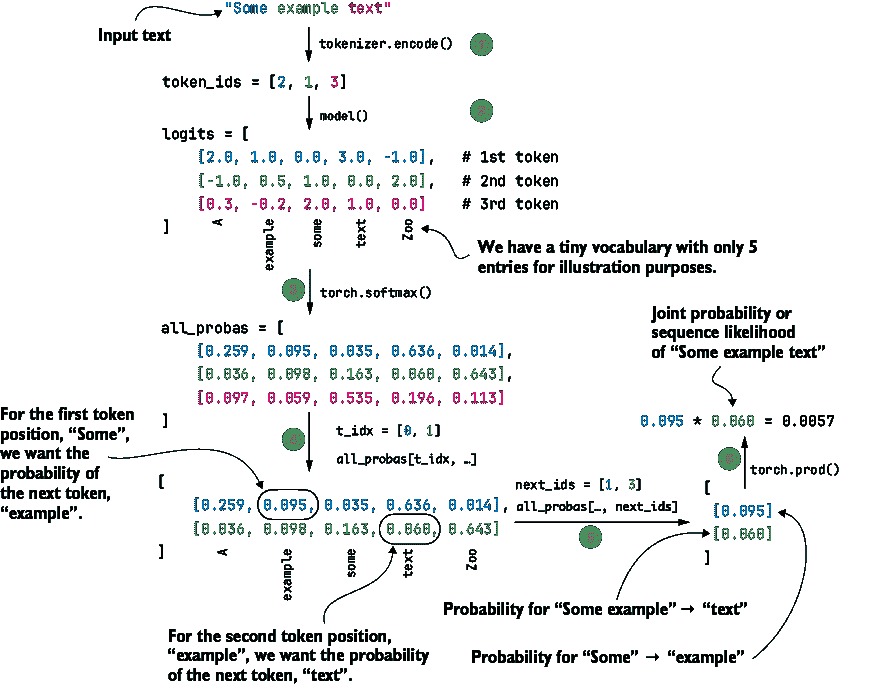 "Some example text"
Input text
tokenizer.encode()
token_ids = [2, 1, 3]
model()
logits = [
[2.0, 1.0, 0.0, 3.0, -1.0], # 1st token
[-1.0, 0.5, 1.0, 0.0, 2.0], # 2nd token
[0.3, -0.2, 2.0, 1.0, 0.0] # 3rd token
]
A
example
some
text
Zoo
We have a tiny vocabulary with only 5
entries for illustration purposes.
torch.softmax()
all_probas = [
[0.259, 0.095, 0.035, 0.636, 0.014],
[0.036, 0.098, 0.163, 0.060, 0.643],
[0.097, 0.059, 0.535, 0.196, 0.113]
]
Joint probability or
sequence likelihood
of "Some example text"
0.095 * 0.060 = 0.0057
For the first token
position, "Some",
we want the
probability of
the next token,
"example".
t_idx = [0, 1]
all_probas[t_idx, …]
[
[0.259, 0.095, 0.035, 0.636, 0.014],
[0.036, 0.098, 0.163, 0.060, 0.643]
]
A
example
some
text
Zoo
next_ids = [1, 3]
all_probas[…, next_ids]
torch.prod()
[
[0.095]
[0.060]
]
Probability for "Some example" → "text"
Probability for "Some" → "example"
For the second token position,
"example", we want the probability
of the next token, "text".